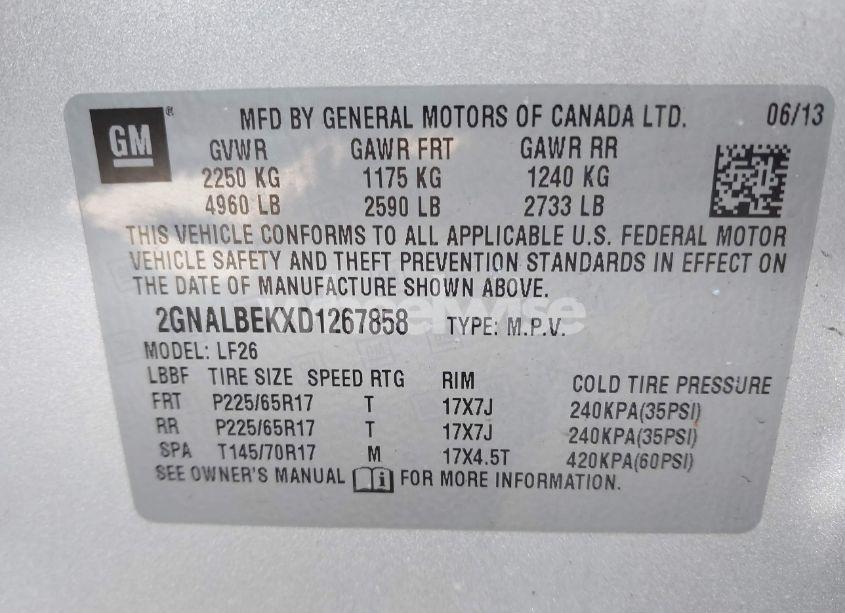 GM ® MFD BY GENERAL MOTORS OF CANADA LTD. 06/13
GVWR GAWR FRT GAWR RR
2250 KG 1175 KG 1240 KG
4960 LB 2590 LB 2733 LB
THIS VEHICLE CONFORMS TO ALL APPLICABLE U.S. FEDERAL MOTOR
VEHICLE SAFETY AND THEFT PREVENTION STANDARDS IN EFFECT ON
THE DATE OF MANUFACTURE SHOWN ABOVE.
2GNALBEKXD1267858 TYPE: M.P.V.
MODEL: LF26
LBBF TIRE SIZE SPEED RTG RIM COLD TIRE PRESSURE
FRT P225/65R17 T 17X7J 240KPA(35PSI)
RR P225/65R17 T 17X7J 240KPA(35PSI)
SPA T145/70R17 M 17X4.5T 420KPA(60PSI)
SEE OWNER'S MANUAL i FOR MORE INFORMATION.